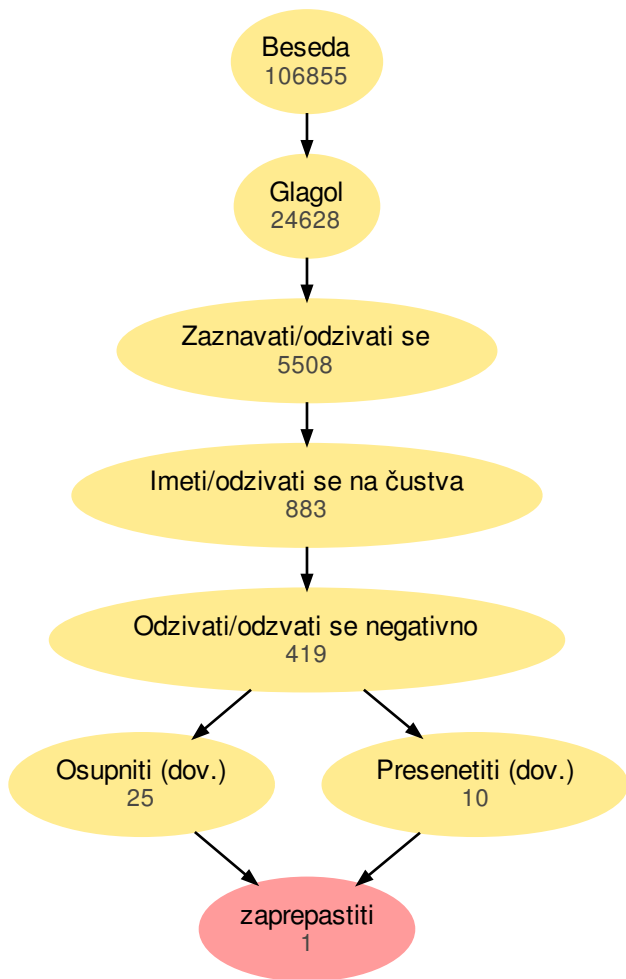 Beseda
106855
Glagol
24628
Zaznavati/odzivati se
5508
Imeti/odzivati se na čustva
883
Odzivati/odzvati se negativno
419
Osupniti (dov.)
25
Presenetiti (dov.)
10
zaprepastiti
1